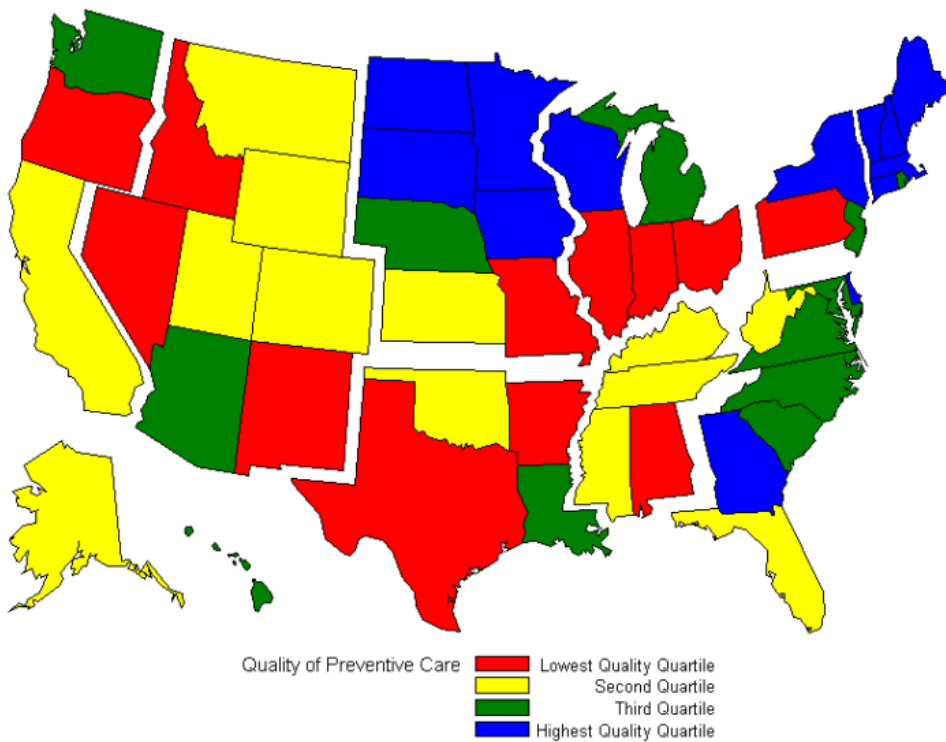 Quality of Preventive Care
Lowest Quality Quartile
Second Quartile
Third Quartile
Highest Quality Quartile